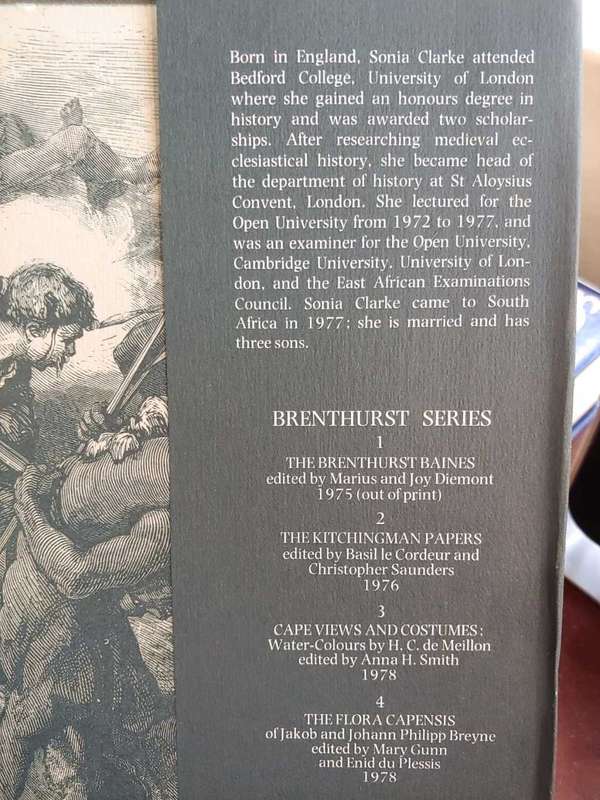 Born in England, Sonia Clarke attended
Bedford College, University of London
where she gained an honours degree in
history and was awarded two scholar-
ships. After researching medieval ec-
clesiastical history, she became head of
the department of history at St Aloysius
Convent, London. She lectured for the
Open University from 1972 to 1977, and
was an examiner for the Open University,
Cambridge University, University of Lon-
don, and the East African Examinations
Council. Sonia Clarke came to South
Africa in 1977; she is married and has
three sons.
BRENTHURST SERIES
1
THE BRENTHURST BAINES
edited by Marius and Joy Diemont
1975 (out of print)
2
THE KITCHINGMAN PAPERS
edited by Basil le Cordeur and
Christopher Saunders
1976
3
CAPE VIEWS AND COSTUMES:
Water-Colours by H. C. de Meillon
edited by Anna H. Smith
1978
4
THE FLORA CAPENSIS
of Jakob and Johann Philipp Breyne
edited by Mary Gunn
and Enid du Plessis
1978